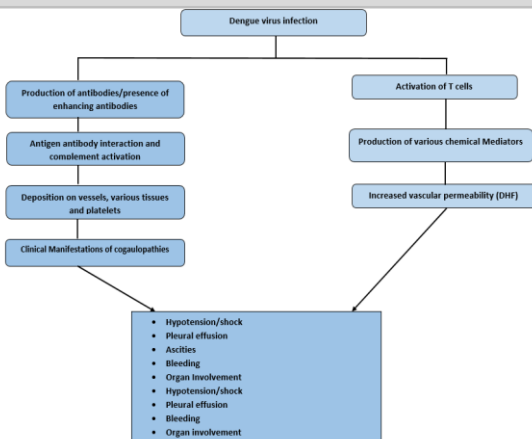 Dengue virus infection
Production of antibodies/presence of
enhancing antibodies
Antigen antibody interaction and
complement activation
Deposition on vessels, various tissues
and platelets
Clinical Manifestations of cogaulopathies
Activation of T cells
Production of various chemical Mediators
Increased vascular permeability (DHF)
• Hypotension/shock
• Pleural effusion
• Ascities
• Bleeding
• Organ Involvement
• Hypotension/shock
• Pleural effusion
• Bleeding
• Organ involvement